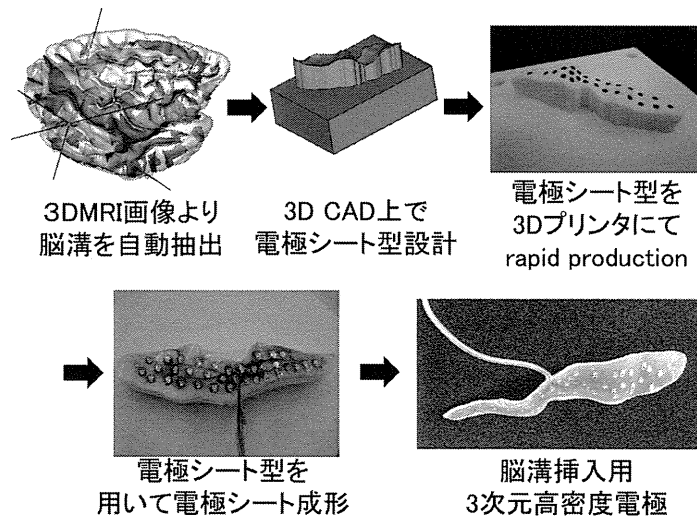 3DMRI画像より
脳溝を自動抽出
3D CAD上で
電極シート型設計
電極シート型を
3Dプリンタにて
rapid production
電極シート型を
用いて電極シート成形
脳溝挿入用
3次元高密度電極